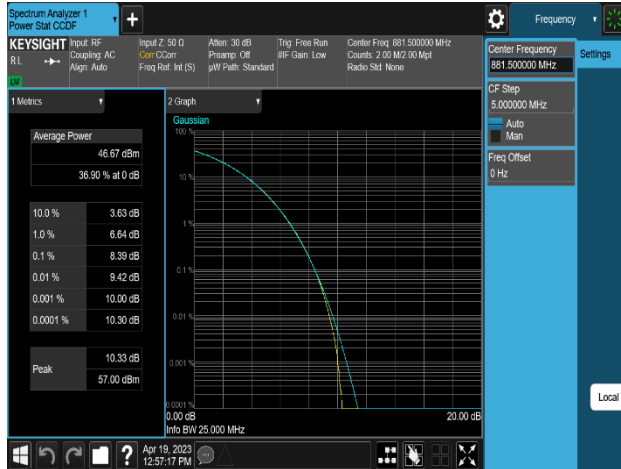 Spectrum Analyzer 1
Power Stat CCDF
Frequency
KEYSIGHT
RL
Input: RF
Coupling: AC
Align: Auto
Input Z: 50 Ω
Corr CCorr
Freq Ref: Int (S)
Atten: 30 dB
Preamp: Off
µW Path: Standard
Trig: Free Run
#IF Gain: Low
Center Freq: 881.500000 MHz
Counts: 2.00 M/2.00 Mpt
Radio Std: None
Center Frequency
881.500000 MHz
Settings
CF Step
5.000000 MHz
Auto
Man
Freq Offset
0 Hz
1 Metrics
Average Power
46.67 dBm
36.90 % at 0 dB
10.0 % 3.63 dB
1.0 % 6.64 dB
0.1 % 8.39 dB
0.01 % 9.42 dB
0.001 % 10.00 dB
0.0001 % 10.30 dB
Peak
10.33 dB
57.00 dBm
2 Graph
Gaussian
100 %
10 %
1 %
0.1 %
0.01 %
0.001 %
0.0001 %
0.00 dB
20.00 dB
Info BW 25.000 MHz
Local
Apr 19, 2023
12:57:17 PM